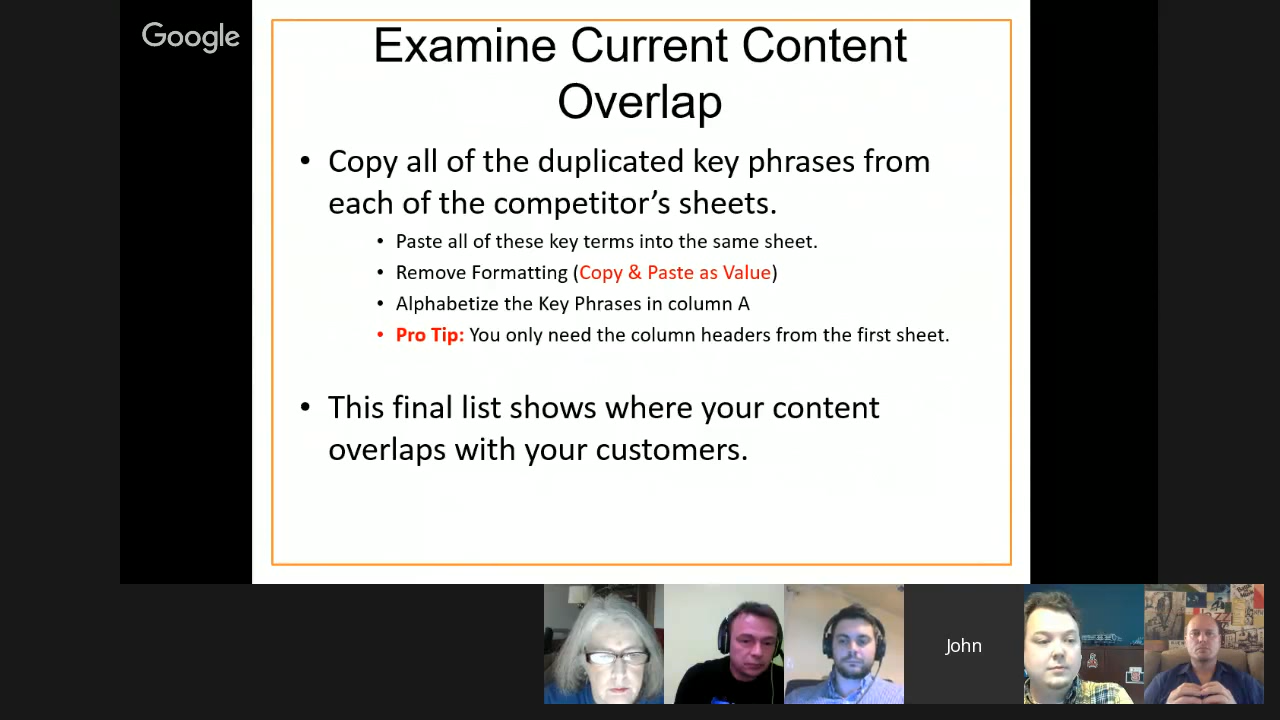 Google
Examine Current Content
Overlap
• Copy all of the duplicated key phrases from
each of the competitor’s sheets.
• Paste all of these key terms into the same sheet.
• Remove Formatting (Copy & Paste as Value)
• Alphabetize the Key Phrases in column A
• Pro Tip: You only need the column headers from the first sheet.
• This final list shows where your content
overlaps with your customers.
John